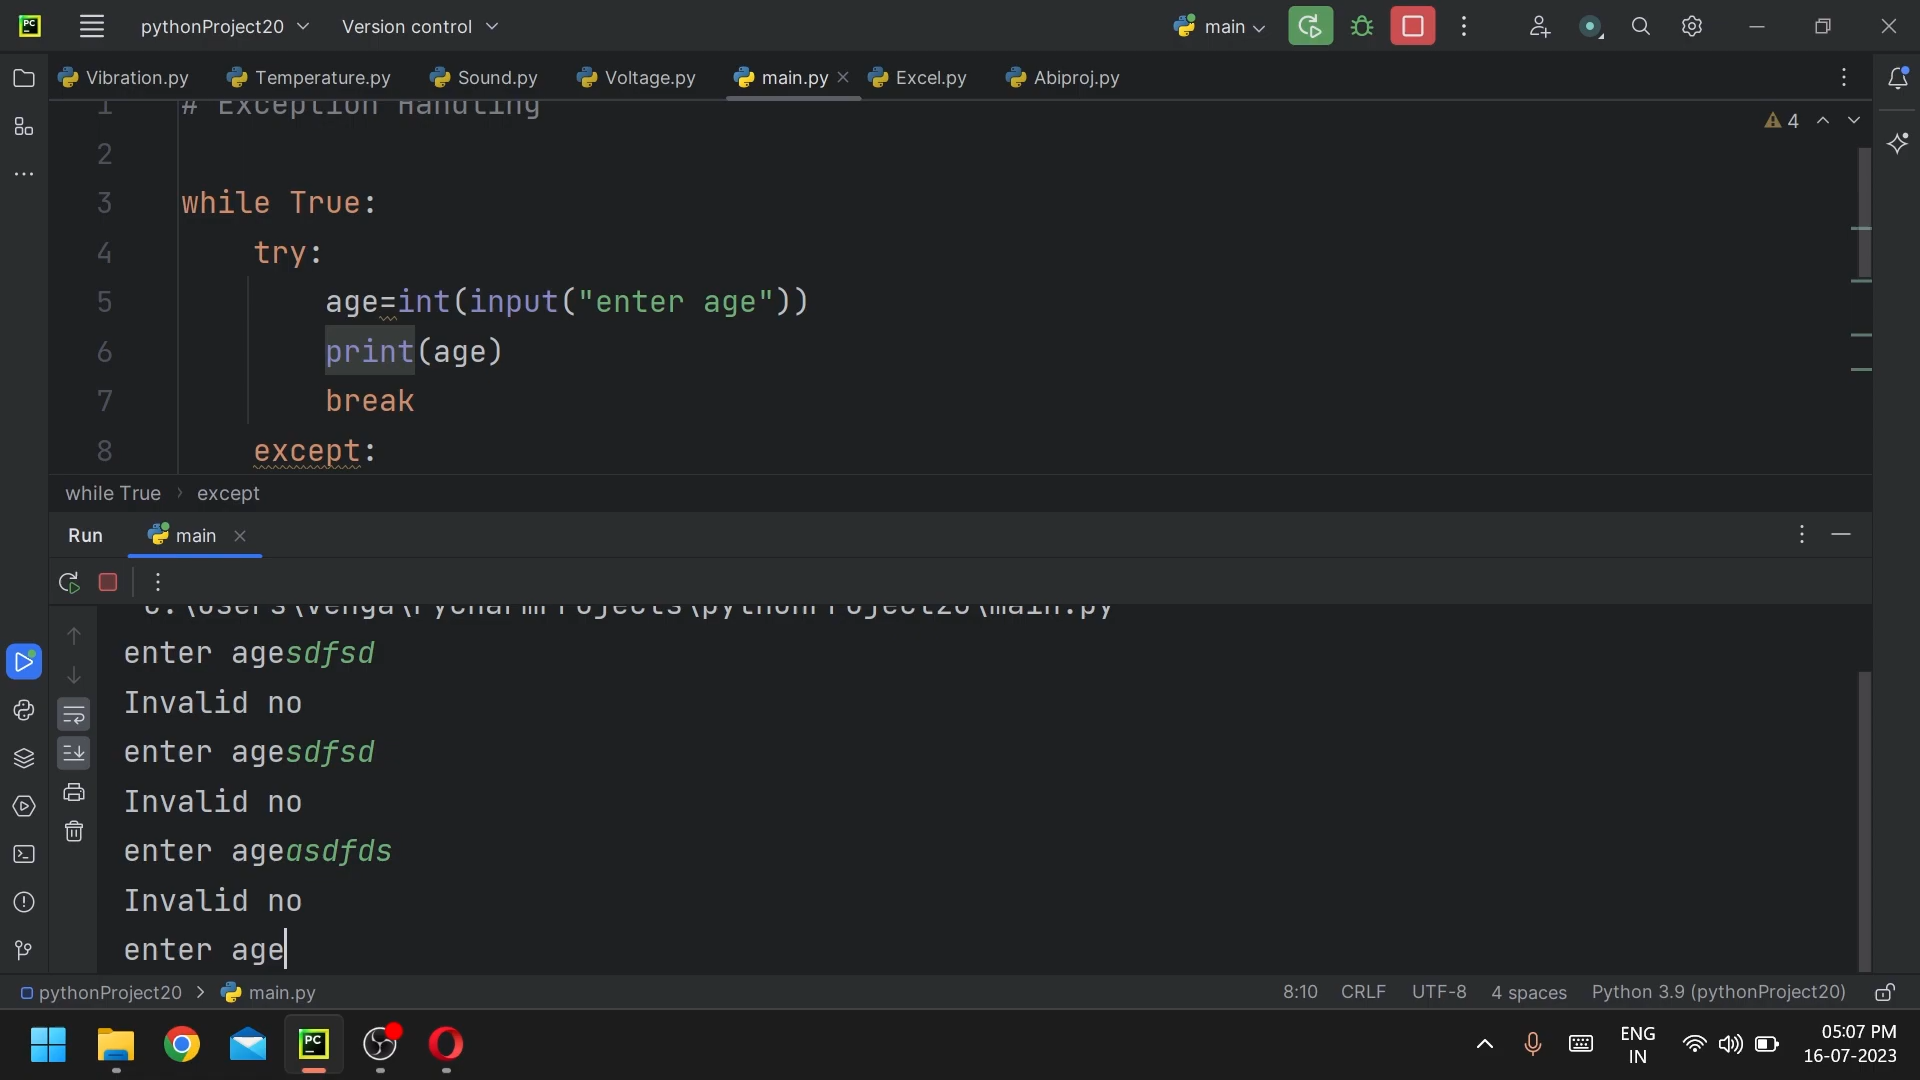 PC pythonProject20 Version control main
Vibration.py Temperature.py Sound.py Voltage.py main.py Excel.py Abiproj.py
1 # Exception Handling
4
2
3 while True:
4 try:
5 age=int(input("enter age"))
6 print(age)
7 break
8 except:
while True > except
Run main
C:\Users\Venga\PycharmProjects\pythonProject20\main.py
enter agesdfsd
Invalid no
enter agesdfsd
Invalid no
enter ageasdfds
Invalid no
enter age
pythonProject20 > main.py 8:10 CRLF UTF-8 4 spaces Python 3.9 (pythonProject20)
PC ENG 05:07 PM
IN 16-07-2023